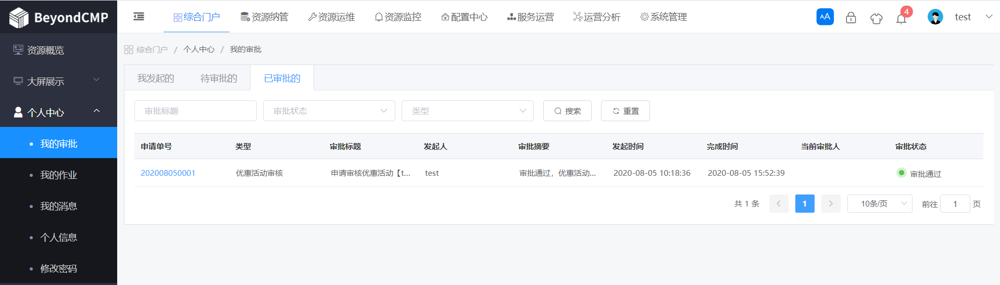 BeyondCMP
综合门户 资源纳管 资源运维 资源监控 配置中心 服务运营 运营分析 系统管理
AA 4 test
资源概览
大屏展示
个人中心
我的审批
我的作业
我的消息
个人信息
修改密码
综合门户 / 个人中心 / 我的审批
我发起的 待审批的 已审批的
审批标题 审批状态 类型 搜索 重置
申请单号 类型 审批标题 发起人 审批摘要 发起时间 完成时间 当前审批人 审批状态
202008050001 优惠活动审核 申请审核优惠活动【t... test 审批通过，优惠活动... 2020-08-05 10:18:36 2020-08-05 15:52:39 审批通过
共 1 条 1 10条/页 前往 1 页